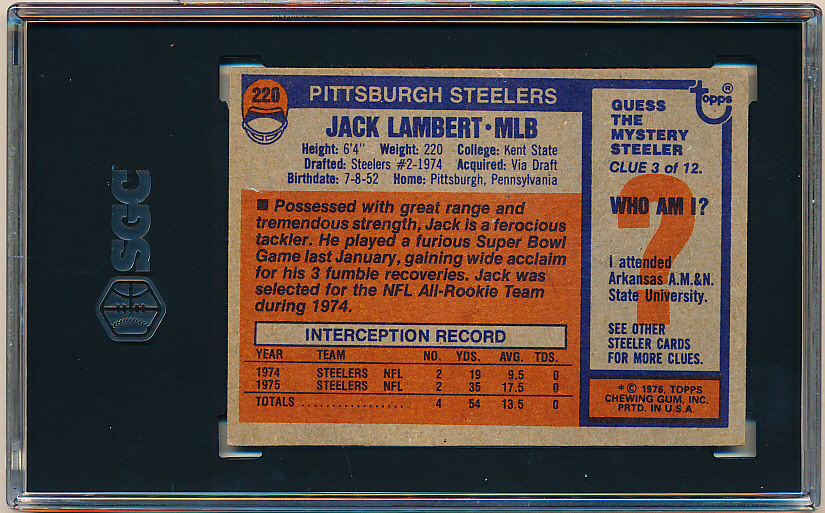 SGC
220
PITTSBURGH STEELERS
JACK LAMBERT • MLB
Height: 6'4" Weight: 220 College: Kent State
Drafted: Steelers #2-1974 Acquired: Via Draft
Birthdate: 7-8-52 Home: Pittsburgh, Pennsylvania
■ Possessed with great range and
tremendous strength, Jack is a ferocious
tackler. He played a furious Super Bowl
Game last January, gaining wide acclaim
for his 3 fumble recoveries. Jack was
selected for the NFL All-Rookie Team
during 1974.
INTERCEPTION RECORD
YEAR TEAM NO. YDS. AVG. TDS.
1974 STEELERS NFL 2 19 9.5 0
1975 STEELERS NFL 2 35 17.5 0
TOTALS .................. 4 54 13.5 0
topps ®
GUESS
THE
MYSTERY
STEELER
CLUE 3 of 12.
?
WHO AM I?
I attended
Arkansas A.M.&N.
State University.
SEE OTHER
STEELER CARDS
FOR MORE CLUES.
* © 1976, TOPPS
CHEWING GUM, INC.
PRTD. IN U.S.A.